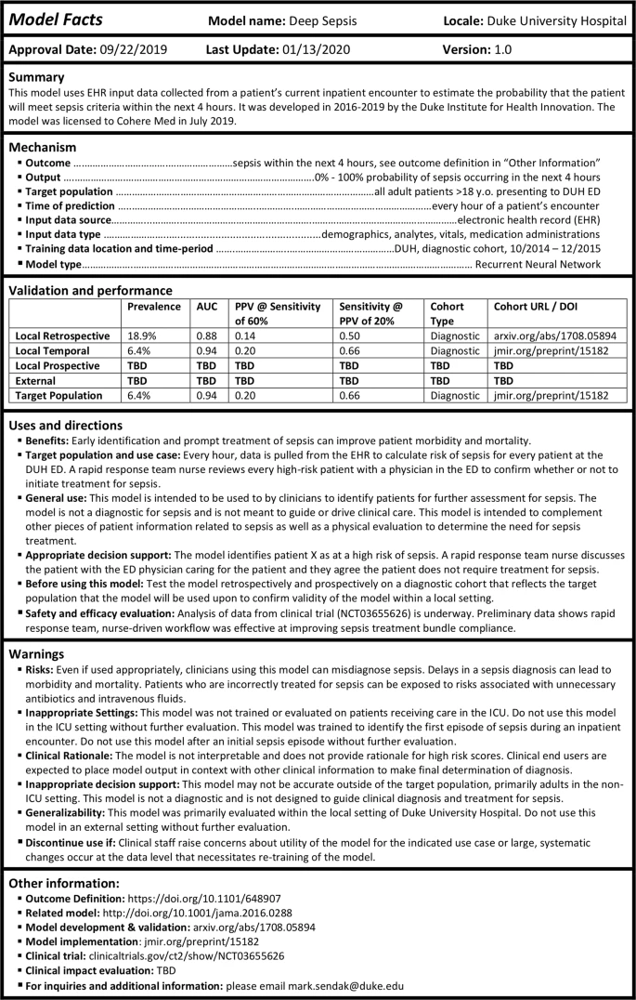 Model Facts Model name: Deep Sepsis Locale: Duke University Hospital
Approval Date: 09/22/2019 Last Update: 01/13/2020 Version: 1.0
Summary
This model uses EHR input data collected from a patient's current inpatient encounter to estimate the probability that the patient
will meet sepsis criteria within the next 4 hours. It was developed in 2016-2019 by the Duke Institute for Health Innovation. The
model was licensed to Cohere Med in July 2019.
Mechanism
▪ Outcome ………………………………………………sepsis within the next 4 hours, see outcome definition in "Other Information"
▪ Output ……………………………………………………………………….0% - 100% probability of sepsis occurring in the next 4 hours
▪ Target population ……………………………………………………………………all adult patients >18 y.o. presenting to DUH ED
▪ Time of prediction ……………………………………………………………………………………every hour of a patient's encounter
▪ Input data source……………………………………………………………………………………………electronic health record (EHR)
▪ Input data type ……………………………………………………………demographics, analytes, vitals, medication administrations
▪ Training data location and time-period …………………………………………………DUH, diagnostic cohort, 10/2014 – 12/2015
▪ Model type……………………………………………………………………………………………………………… Recurrent Neural Network
Validation and performance
Prevalence AUC PPV @ Sensitivity Sensitivity @ Cohort Cohort URL / DOI
of 60% PPV of 20% Type
Local Retrospective 18.9% 0.88 0.14 0.50 Diagnostic arxiv.org/abs/1708.05894
Local Temporal 6.4% 0.94 0.20 0.66 Diagnostic jmir.org/preprint/15182
Local Prospective TBD TBD TBD TBD TBD TBD
External TBD TBD TBD TBD TBD TBD
Target Population 6.4% 0.94 0.20 0.66 Diagnostic jmir.org/preprint/15182
Uses and directions
▪ Benefits: Early identification and prompt treatment of sepsis can improve patient morbidity and mortality.
▪ Target population and use case: Every hour, data is pulled from the EHR to calculate risk of sepsis for every patient at the
DUH ED. A rapid response team nurse reviews every high-risk patient with a physician in the ED to confirm whether or not to
initiate treatment for sepsis.
▪ General use: This model is intended to be used to by clinicians to identify patients for further assessment for sepsis. The
model is not a diagnostic for sepsis and is not meant to guide or drive clinical care. This model is intended to complement
other pieces of patient information related to sepsis as well as a physical evaluation to determine the need for sepsis
treatment.
▪ Appropriate decision support: The model identifies patient X as at a high risk of sepsis. A rapid response team nurse discusses
the patient with the ED physician caring for the patient and they agree the patient does not require treatment for sepsis.
▪ Before using this model: Test the model retrospectively and prospectively on a diagnostic cohort that reflects the target
population that the model will be used upon to confirm validity of the model within a local setting.
▪ Safety and efficacy evaluation: Analysis of data from clinical trial (NCT03655626) is underway. Preliminary data shows rapid
response team, nurse-driven workflow was effective at improving sepsis treatment bundle compliance.
Warnings
▪ Risks: Even if used appropriately, clinicians using this model can misdiagnose sepsis. Delays in a sepsis diagnosis can lead to
morbidity and mortality. Patients who are incorrectly treated for sepsis can be exposed to risks associated with unnecessary
antibiotics and intravenous fluids.
▪ Inappropriate Settings: This model was not trained or evaluated on patients receiving care in the ICU. Do not use this model
in the ICU setting without further evaluation. This model was trained to identify the first episode of sepsis during an inpatient
encounter. Do not use this model after an initial sepsis episode without further evaluation.
▪ Clinical Rationale: The model is not interpretable and does not provide rationale for high risk scores. Clinical end users are
expected to place model output in context with other clinical information to make final determination of diagnosis.
▪ Inappropriate decision support: This model may not be accurate outside of the target population, primarily adults in the non-
ICU setting. This model is not a diagnostic and is not designed to guide clinical diagnosis and treatment for sepsis.
▪ Generalizability: This model was primarily evaluated within the local setting of Duke University Hospital. Do not use this
model in an external setting without further evaluation.
▪ Discontinue use if: Clinical staff raise concerns about utility of the model for the indicated use case or large, systematic
changes occur at the data level that necessitates re-training of the model.
Other information:
▪ Outcome Definition: https://doi.org/10.1101/648907
▪ Related model: http://doi.org/10.1001/jama.2016.0288
▪ Model development & validation: arxiv.org/abs/1708.05894
▪ Model implementation: jmir.org/preprint/15182
▪ Clinical trial: clinicaltrials.gov/ct2/show/NCT03655626
▪ Clinical impact evaluation: TBD
▪ For inquiries and additional information: please email mark.sendak@duke.edu